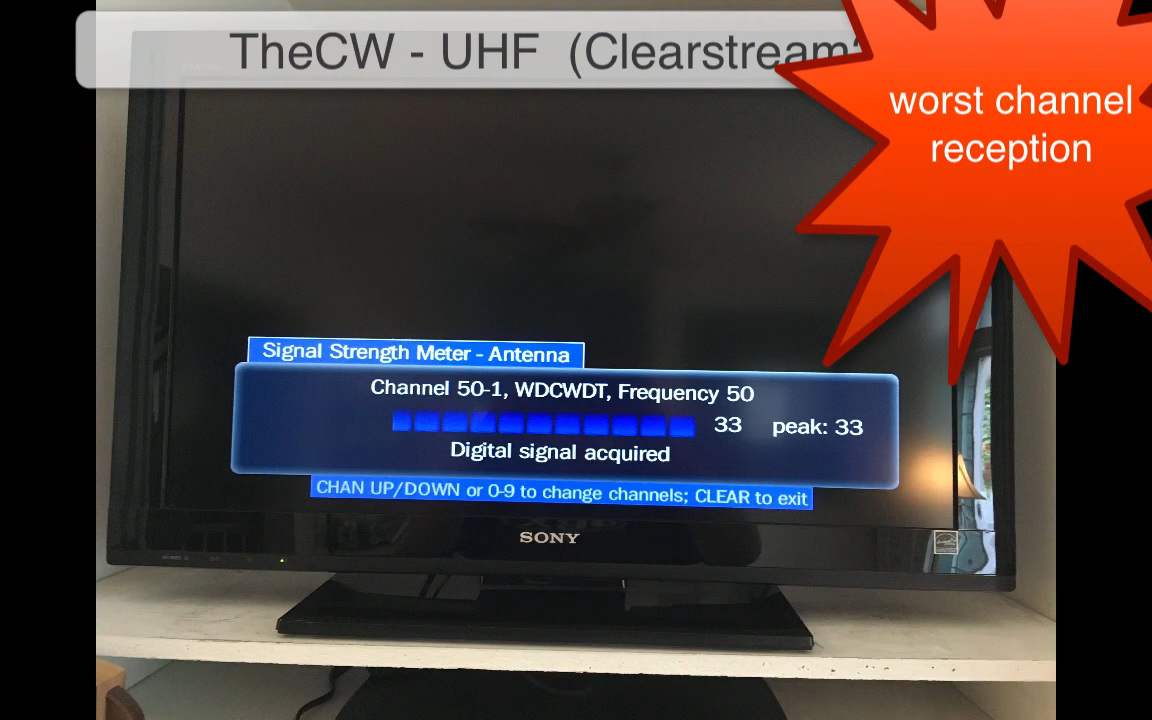 TheCW - UHF (Clearstream
worst channel
reception
Signal Strength Meter - Antenna
Channel 50-1, WDCWDT, Frequency 50
33 peak: 33
Digital signal acquired
CHAN UP/DOWN or 0-9 to change channels; CLEAR to exit
SONY